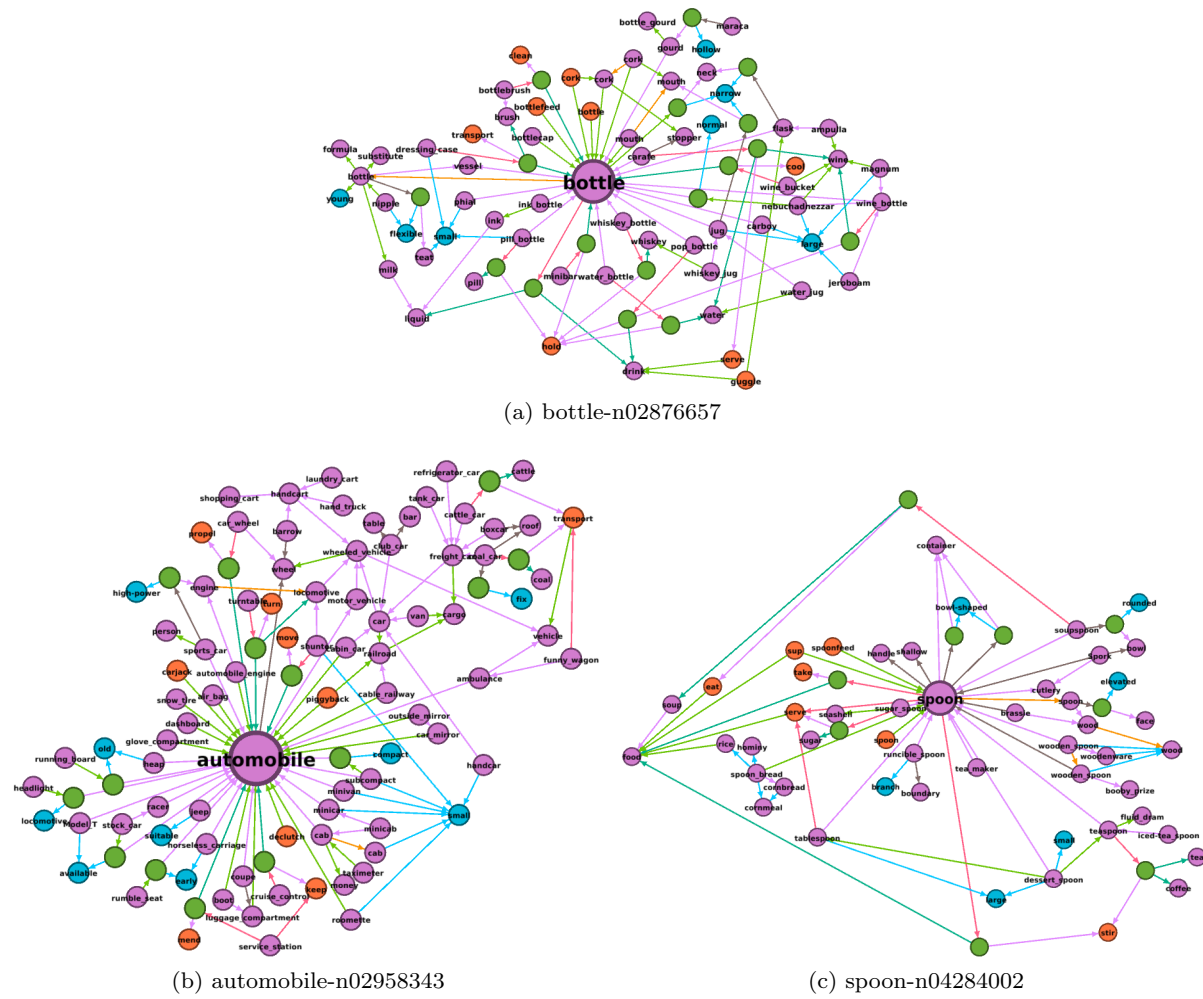 bottle_gourd
maraca
gourd
hollow
clean
cork
neck
cork
cork
mouth
bottlebrush
narrow
bottlefeed
bottle
brush
normal
transport
bottlecap
mouth
stopper
flask
ampulla
formula
substitute
dressing_case
carafe
vessel
wine
cool
magnum
bottle
bottle
wine_bucket
young
nipple
phial
ink_bottle
nebuchadnezzar
wine_bottle
flexible
small
ink
whiskey_bottle
jug
carboy
pill_bottle
whiskey
pop_bottle
large
teat
milk
pill
minibar
water_bottle
whiskey_jug
jeroboam
water_jug
liquid
water
hold
serve
drink
guggle
(a) bottle-n02876657
refrigerator_car
cattle
laundry_cart
shopping_cart
handcart
tank_car
hand_truck
cattle_car
transport
car_wheel
table
bar
boxcar
roof
propel
barrow
club_car
wheeled_vehicle
freight_car
coal_car
wheel
coal
high-power
engine
locomotive
motor_vehicle
fix
turntable
turn
van
cargo
car
person
move
shunter
vehicle
sports_car
cabin_car
railroad
funny_wagon
carjack
automobile_engine
ambulance
snow_tire
air_bag
piggyback
cable_railway
dashboard
outside_mirror
old
glove_compartment
car_mirror
running_board
heap
automobile
compact
handcar
headlight
subcompact
minivan
locomotive
Model_T
racer
jeep
minicar
small
stock_car
suitable
minicab
horseless_carriage
declutch
cab
cab
available
early
coupe
taximeter
rumble_seat
cruise_control
keep
money
boot
luggage_compartment
roomette
mend
service_station
(b) automobile-n02958343
container
rounded
bowl-shaped
soupspoon
sup
spoonfeed
handle
shallow
Spork
bowl
take
elevated
eat
cutlery
soup
spoon
spoon
serve
seashell
sugar_spoon
brassie
face
wood
rice
hominy
sugar
spoon
wooden_spoon
wood
food
runcible_spoon
woodenware
spoon_bread
cornbread
tea_maker
wooden_spoon
branch
boundary
booby_prize
cornmeal
fluid_dram
tablespoon
small
teaspoon
iced-tea_spoon
tea
dessert_spoon
coffee
large
stir
(c) spoon-n04284002